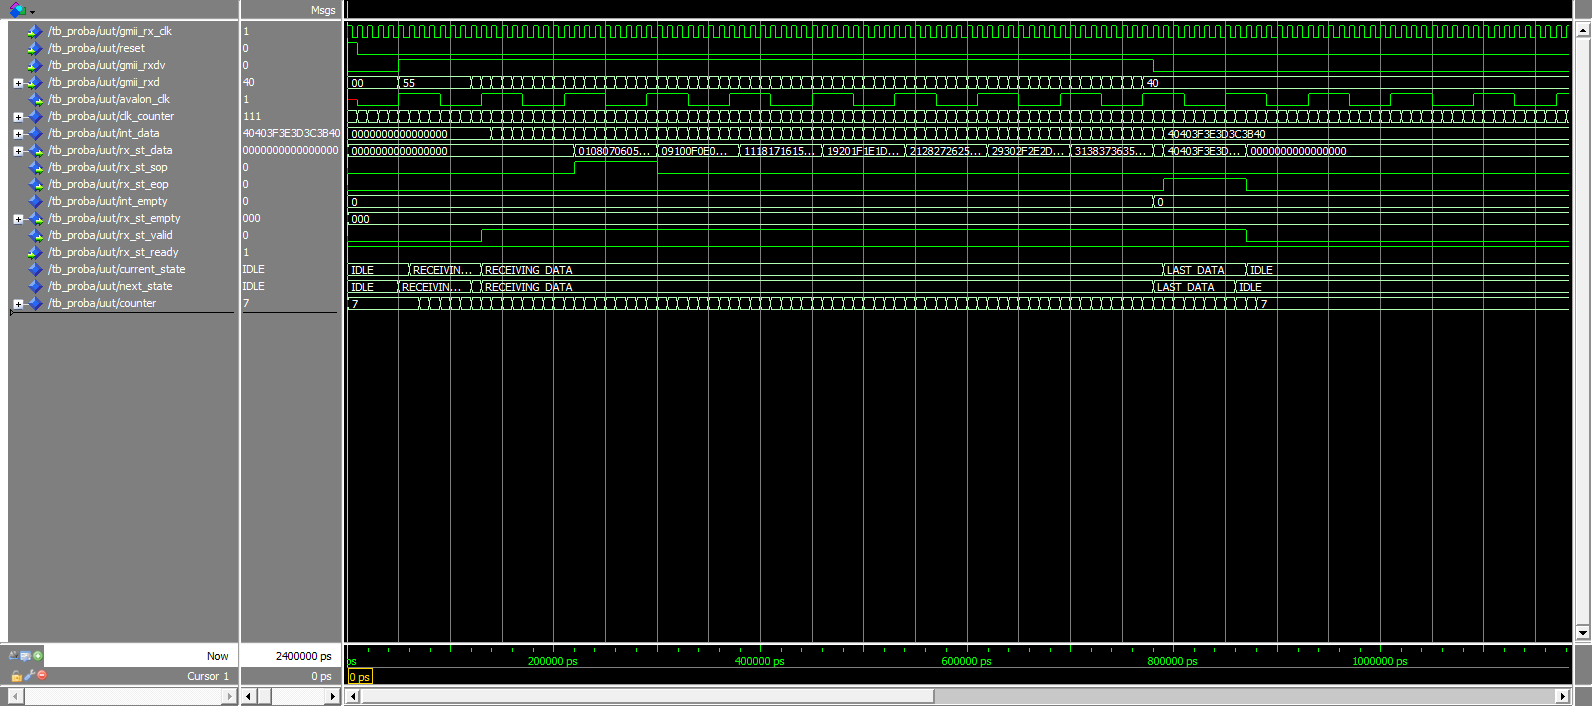 Msgs
/tb_proba/uut/gmii_rx_clk 1
/tb_proba/uut/reset 0
/tb_proba/uut/gmii_rxdv 0
/tb_proba/uut/gmii_rxd 40 00 55 40
/tb_proba/uut/avalon_clk 1
/tb_proba/uut/clk_counter 111
/tb_proba/uut/int_data 40403F3E3D3C3B40 0000000000000000 40403F3E3D3C3B40
/tb_proba/uut/rx_st_data 0000000000000000 0000000000000000 0108070605... 09100F0E0... 1118171615... 19201F1E1D... 2128272625... 29302F2E2D... 3138373635... 40403F3E3D... 0000000000000000
/tb_proba/uut/rx_st_sop 0
/tb_proba/uut/rx_st_eop 0
/tb_proba/uut/int_empty 0 0 0
/tb_proba/uut/rx_st_empty 000 000
/tb_proba/uut/rx_st_valid 0
/tb_proba/uut/rx_st_ready 1
/tb_proba/uut/current_state IDLE IDLE RECEIVIN... RECEIVING_DATA LAST_DATA IDLE
/tb_proba/uut/next_state IDLE IDLE RECEIVIN... RECEIVING_DATA LAST_DATA IDLE
/tb_proba/uut/counter 7 7 7
Now 2400000 ps ps 200000 ps 400000 ps 600000 ps 800000 ps 1000000 ps
Cursor 1 0 ps 0 ps